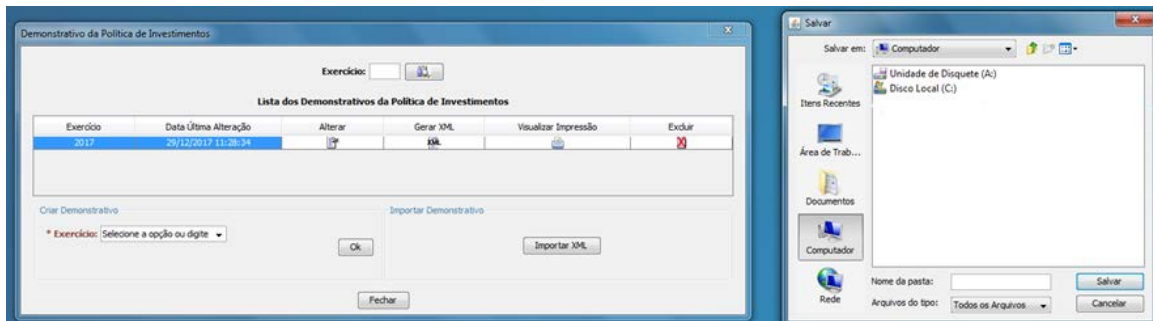 Demonstrativo da Política de Investimentos
Exercício:
Lista dos Demonstrativos da Política de Investimentos
Exercício Data Última Alteração Alterar Gerar XML Visualizar Impressão Excluir
2017 29/12/2017 11:28:34 XML
Criar Demonstrativo
* Exercício: Selecione a opção ou digite
Ok
Importar Demonstrativo
Importar XML
Fechar
Salvar
Salvar em: Computador
Itens Recentes
Área de Trab...
Documentos
Computador
Rede
Unidade de Disquete (A:)
Disco Local (C:)
Nome da pasta: Salvar
Arquivos do tipo: Todos os Arquivos Cancelar